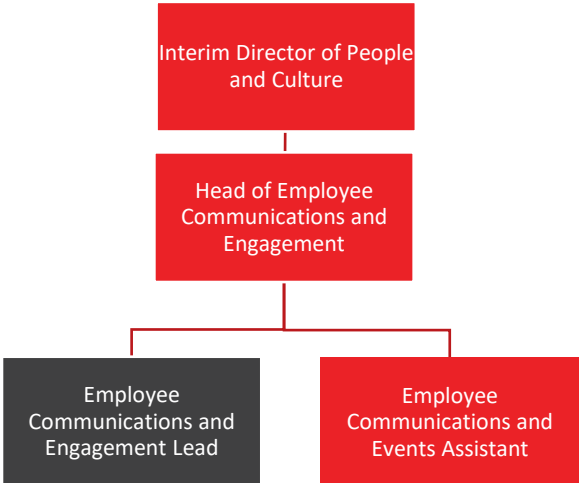 Interim Director of People
and Culture
Head of Employee
Communications and
Engagement
Employee
Communications and
Engagement Lead
Employee
Communications and
Events Assistant